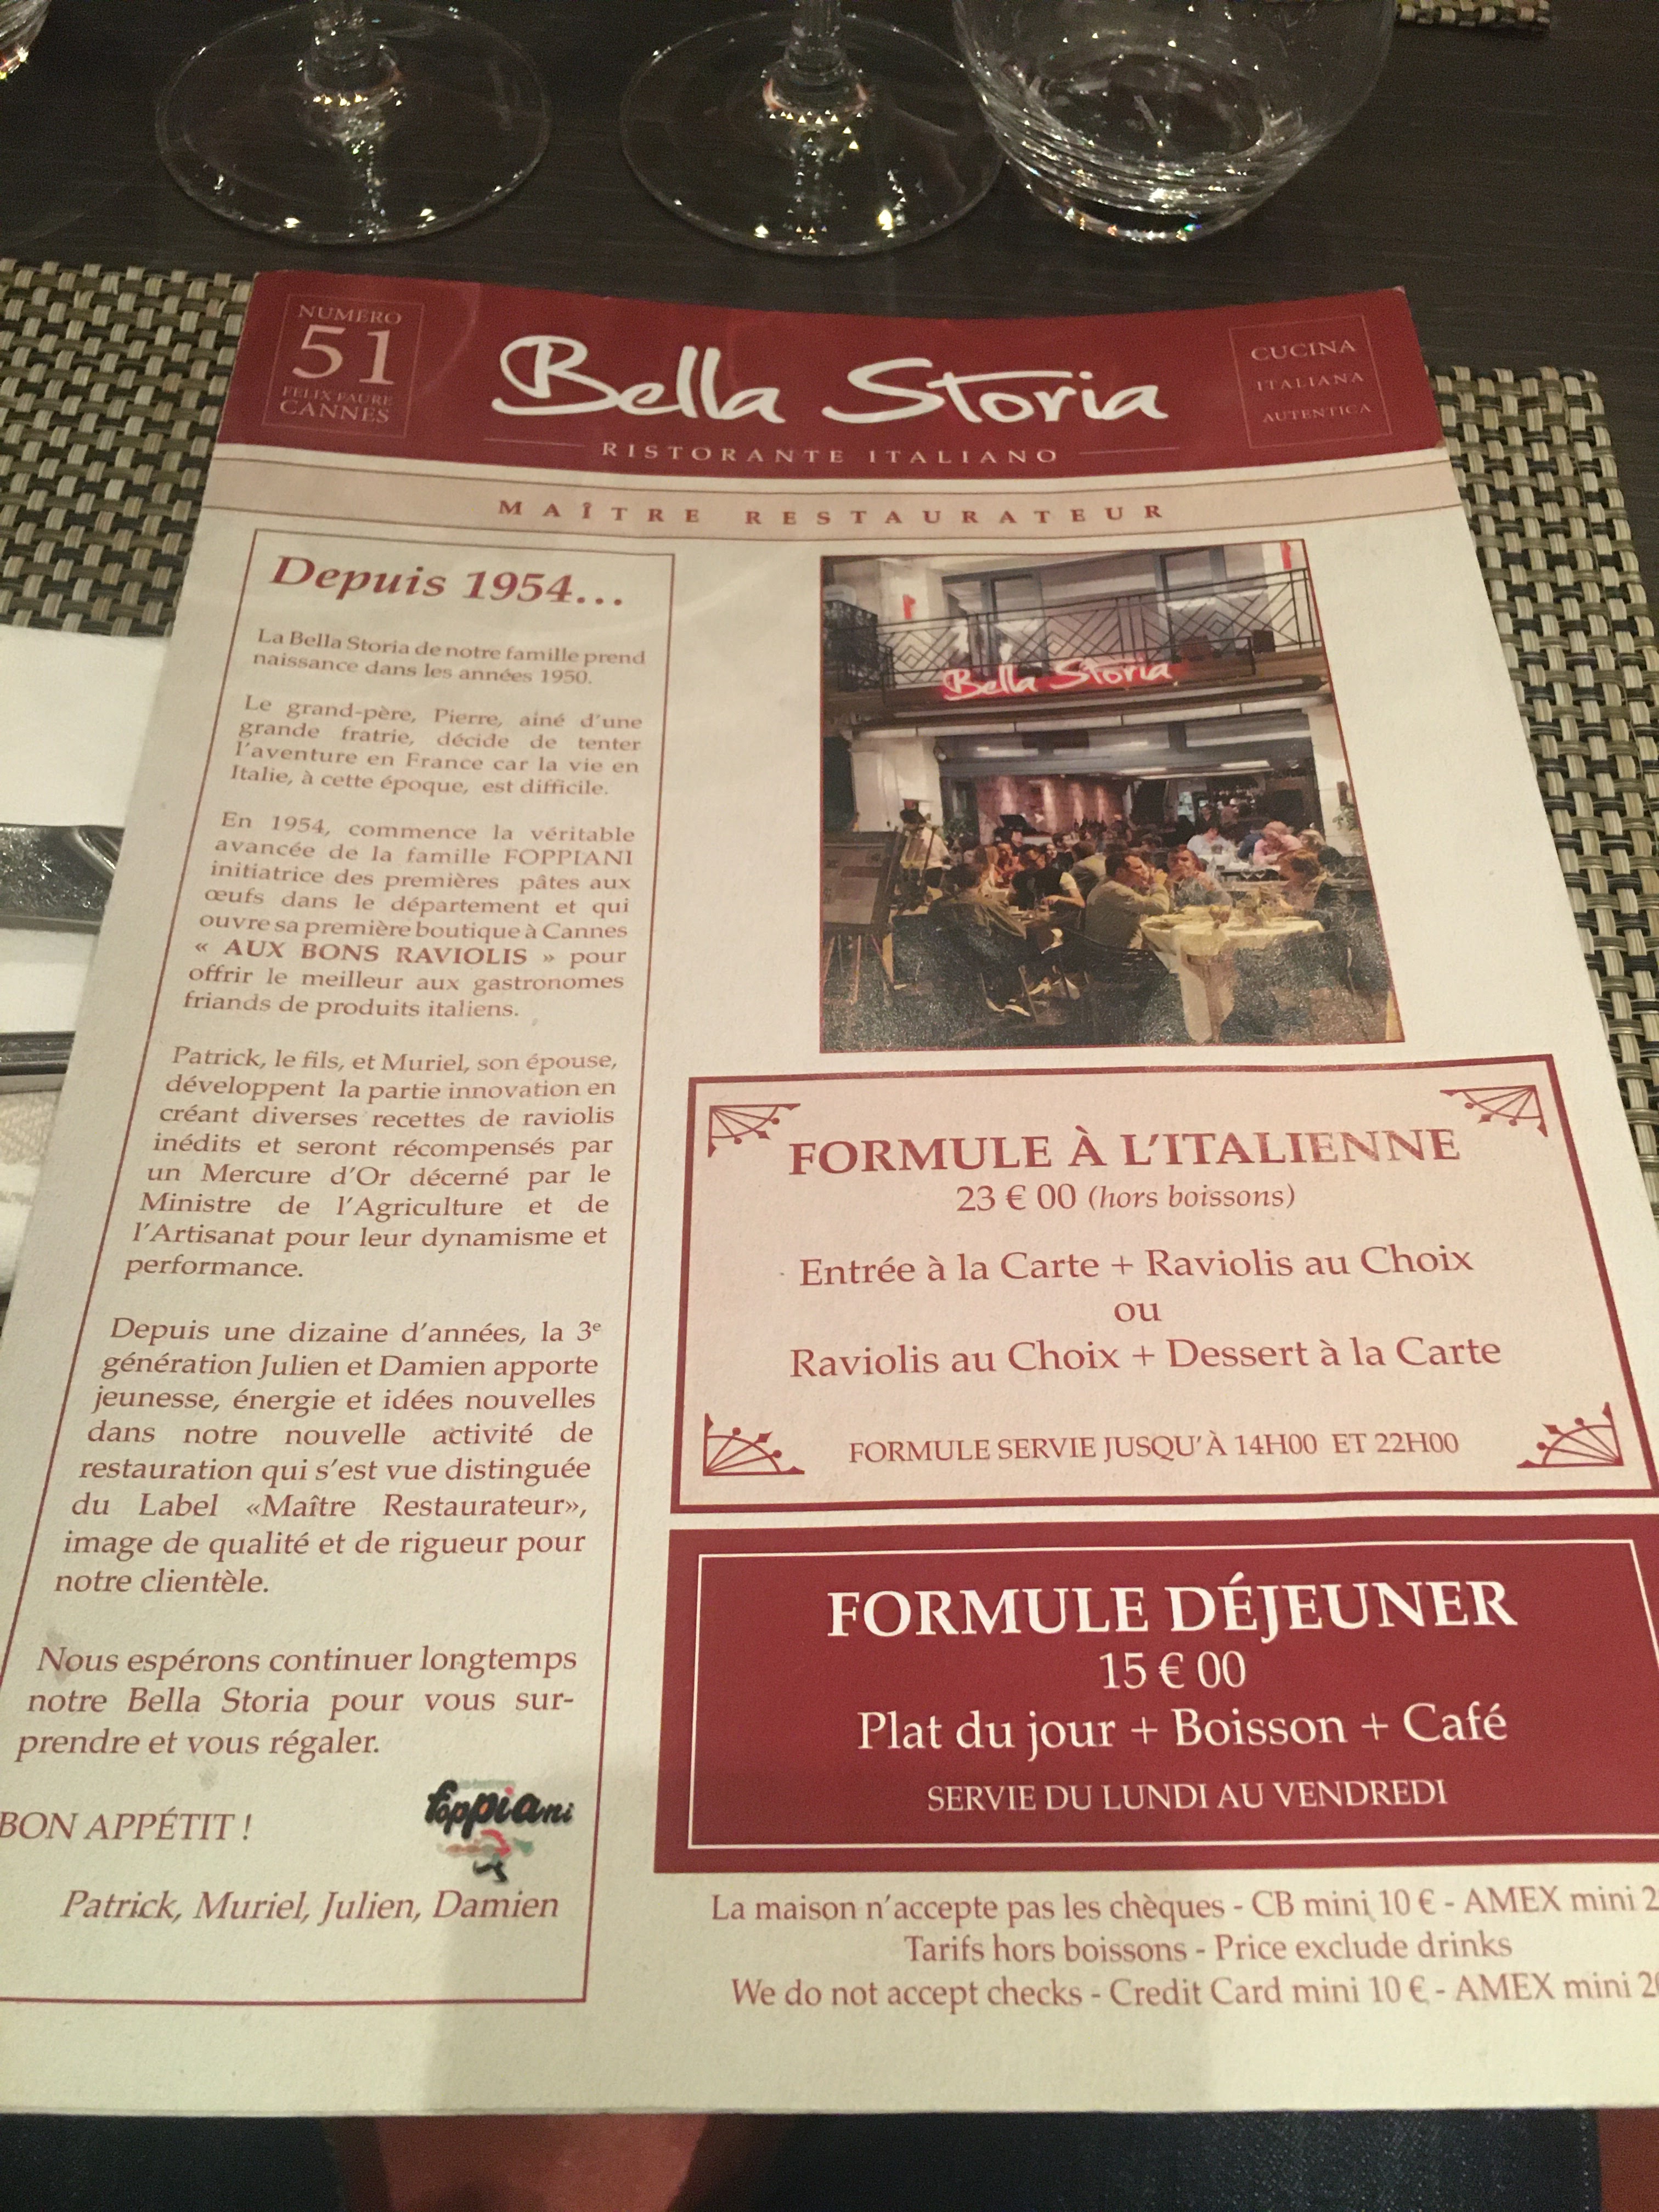 NUMERO
51
FELIX FAURE
CANNES
Bella Storia
RISTORANTE ITALIANO
CUCINA
ITALIANA
AUTENTICA
MAÎTRE RESTAURATEUR
Depuis 1954...
La Bella Storia de notre famille prend
naissance dans les années 1950.
Le grand-père, Pierre, ainé d'une
grande fratrie, décide de tenter
l'aventure en France car la vie en
Italie, à cette époque, est difficile.
En 1954, commence la véritable
avancée de la famille FOPPIANI
initiatrice des premières pâtes aux
œufs dans le département et qui
ouvre sa première boutique à Cannes
« AUX BONS RAVIOLIS » pour
offrir le meilleur aux gastronomes
friands de produits italiens.
Patrick, le fils, et Muriel, son épouse,
développent la partie innovation en
créant diverses recettes de raviolis
inédits et seront récompensés par
un Mercure d'Or décerné par le
Ministre de l'Agriculture et de
l'Artisanat pour leur dynamisme et
performance.
Depuis une dizaine d'années, la 3e
génération Julien et Damien apporte
jeunesse, énergie et idées nouvelles
dans notre nouvelle activité de
restauration qui s'est vue distinguée
du Label «Maître Restaurateur»,
image de qualité et de rigueur pour
notre clientèle.
Nous espérons continuer longtemps
notre Bella Storia pour vous sur-
prendre et vous régaler.
BON APPÉTIT !
foppiani
Patrick, Muriel, Julien, Damien
Bella Storia
FORMULE À L'ITALIENNE
23 € 00 (hors boissons)
Entrée à la Carte + Raviolis au Choix
ou
Raviolis au Choix + Dessert à la Carte
FORMULE SERVIE JUSQU'À 14H00 ET 22H00
FORMULE DÉJEUNER
15 € 00
Plat du jour + Boisson + Café
SERVIE DU LUNDI AU VENDREDI
La maison n'accepte pas les chèques - CB mini 10 € - AMEX mini
Tarifs hors boissons - Price exclude drinks
We do not accept checks - Credit Card mini 10 € - AMEX mini